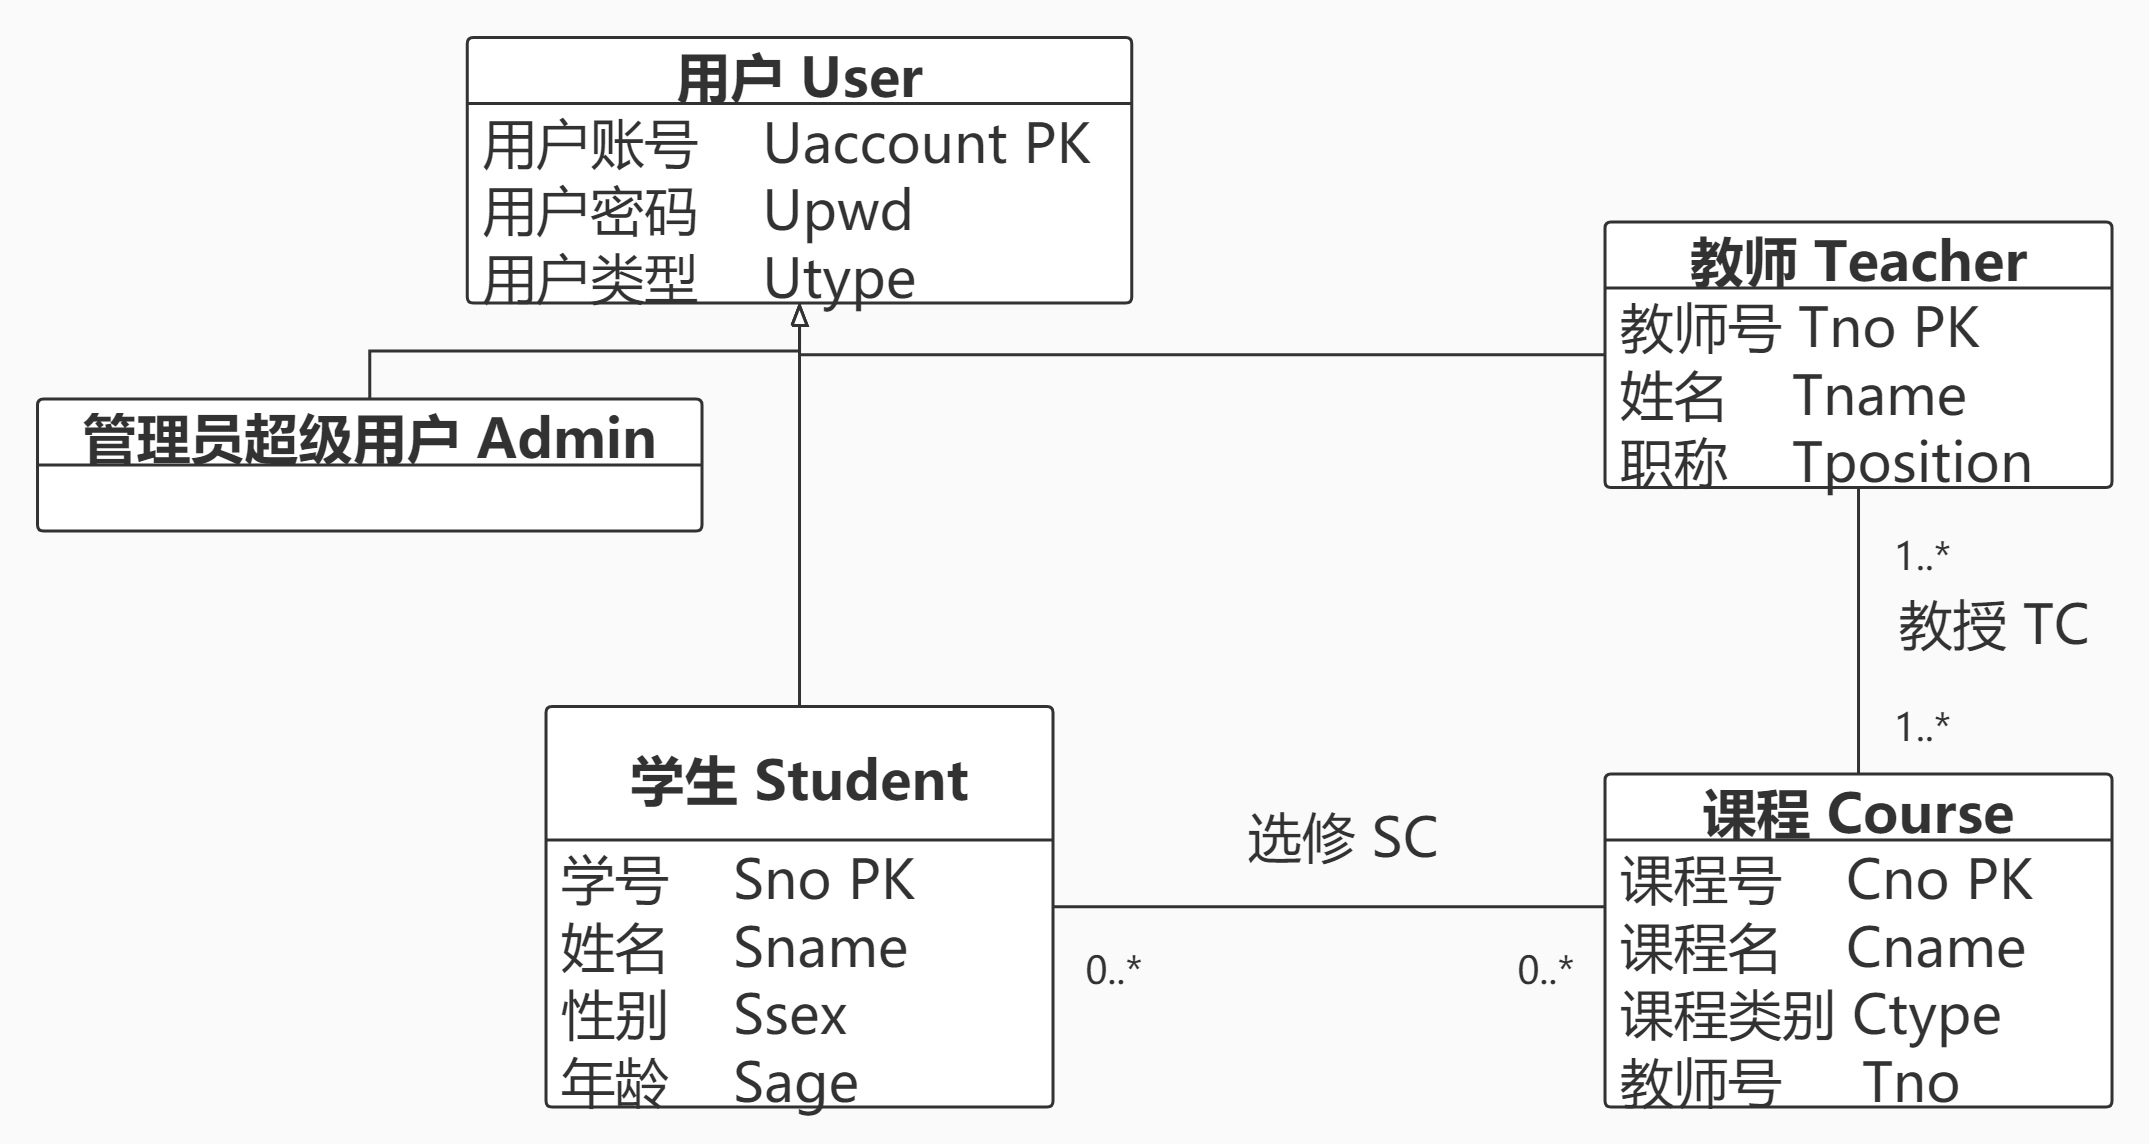 用户 User
用户账号 Uaccount PK
用户密码 Upwd
用户类型 Utype
教师 Teacher
教师号 Tno PK
姓名 Tname
职称 Tposition
管理员超级用户 Admin
1..*
教授 TC
1..*
学生 Student
学号 Sno PK
姓名 Sname
性别 Ssex
年龄 Sage
选修 SC
0..*
0..*
课程 Course
课程号 Cno PK
课程名 Cname
课程类别 Ctype
教师号 Tno